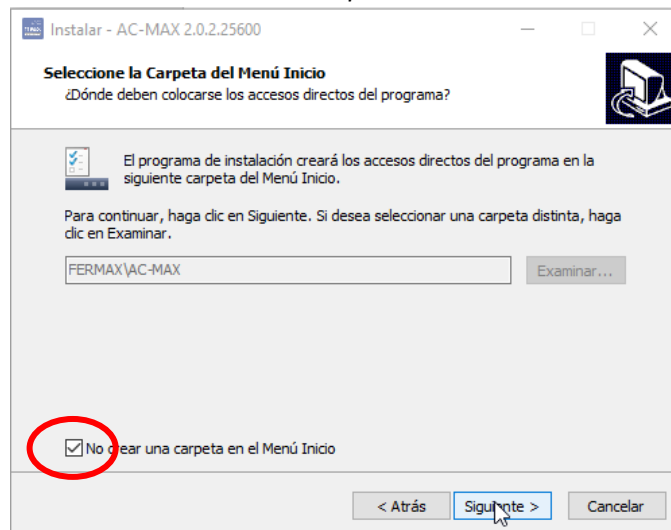 Instalar - AC-MAX 2.0.2.25600
Seleccione la Carpeta del Menú Inicio
¿Dónde deben colocarse los accesos directos del programa?
El programa de instalación creará los accesos directos del programa en la
siguiente carpeta del Menú Inicio.
Para continuar, haga clic en Siguiente. Si desea seleccionar una carpeta distinta, haga
clic en Examinar.
FERMAX\AC-MAX
Examinar...
No crear una carpeta en el Menú Inicio
< Atrás
Siguiente >
Cancelar